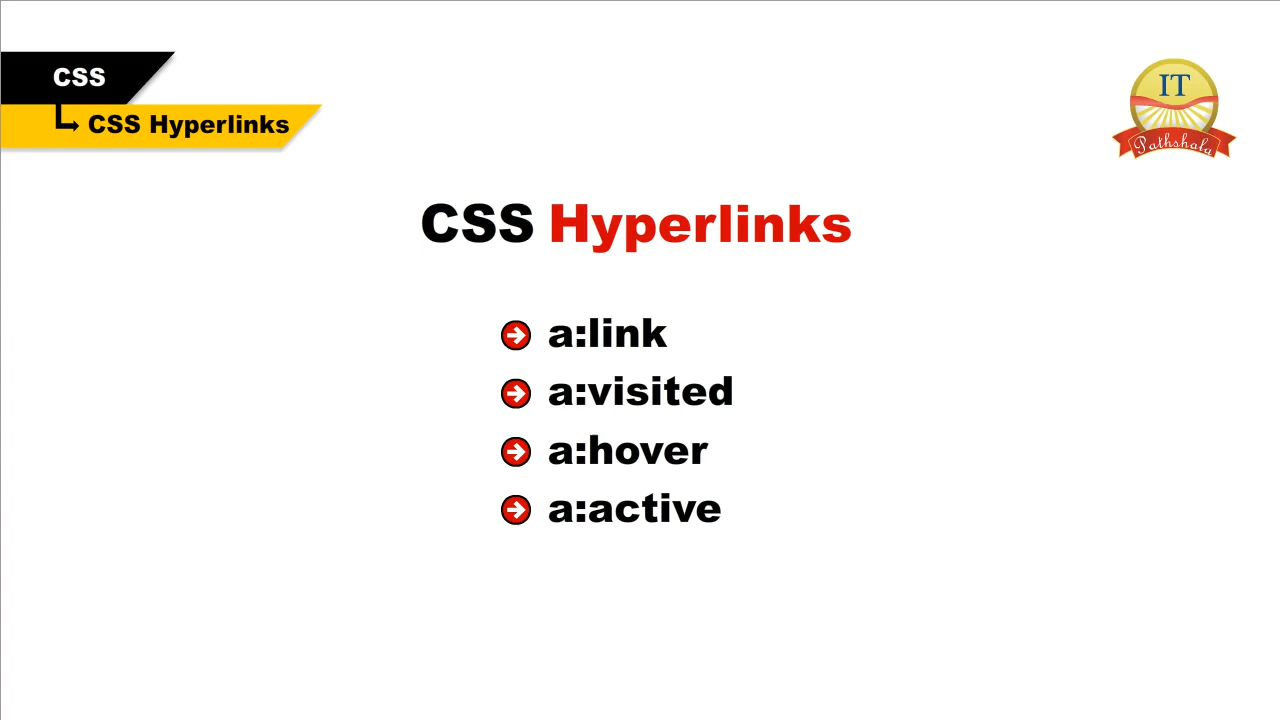 CSS
CSS Hyperlinks
IT
Pathshala
CSS Hyperlinks
a:link
a:visited
a:hover
a:active